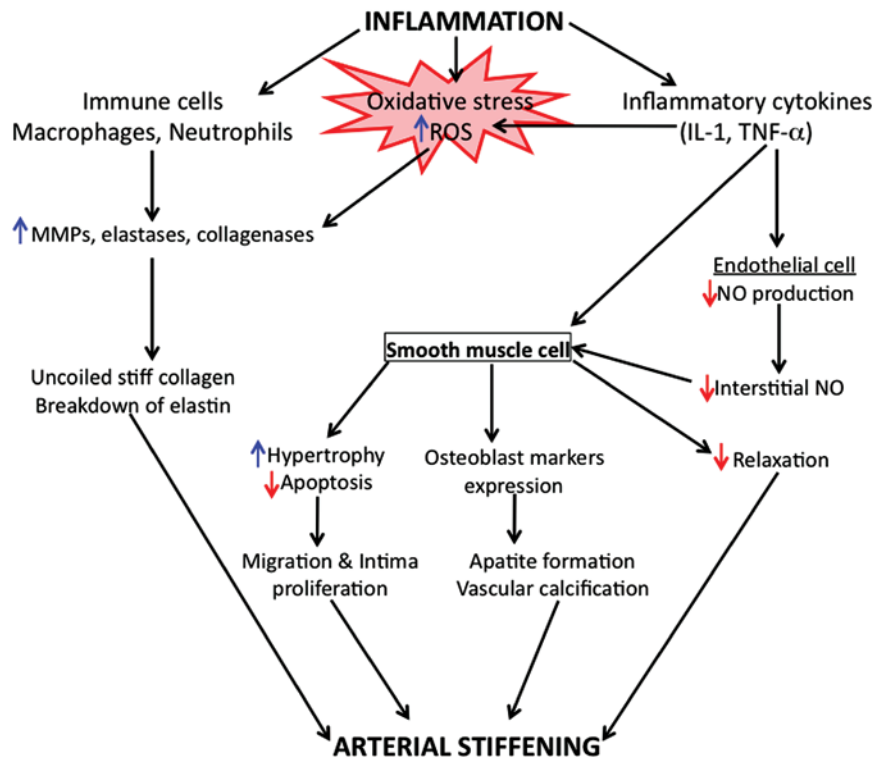 INFLAMMATION
Immune cells
Macrophages, Neutrophils
Oxidative stress
↑ROS
Inflammatory cytokines
(IL-1, TNF-α)
↑MMPs, elastases, collagenases
Endothelial cell
↓NO production
Smooth muscle cell
↓Interstitial NO
Uncoiled stiff collagen
Breakdown of elastin
↑Hypertrophy
↓Apoptosis
Osteoblast markers
expression
↓Relaxation
Migration & Intima
proliferation
Apatite formation
Vascular calcification
ARTERIAL STIFFENING